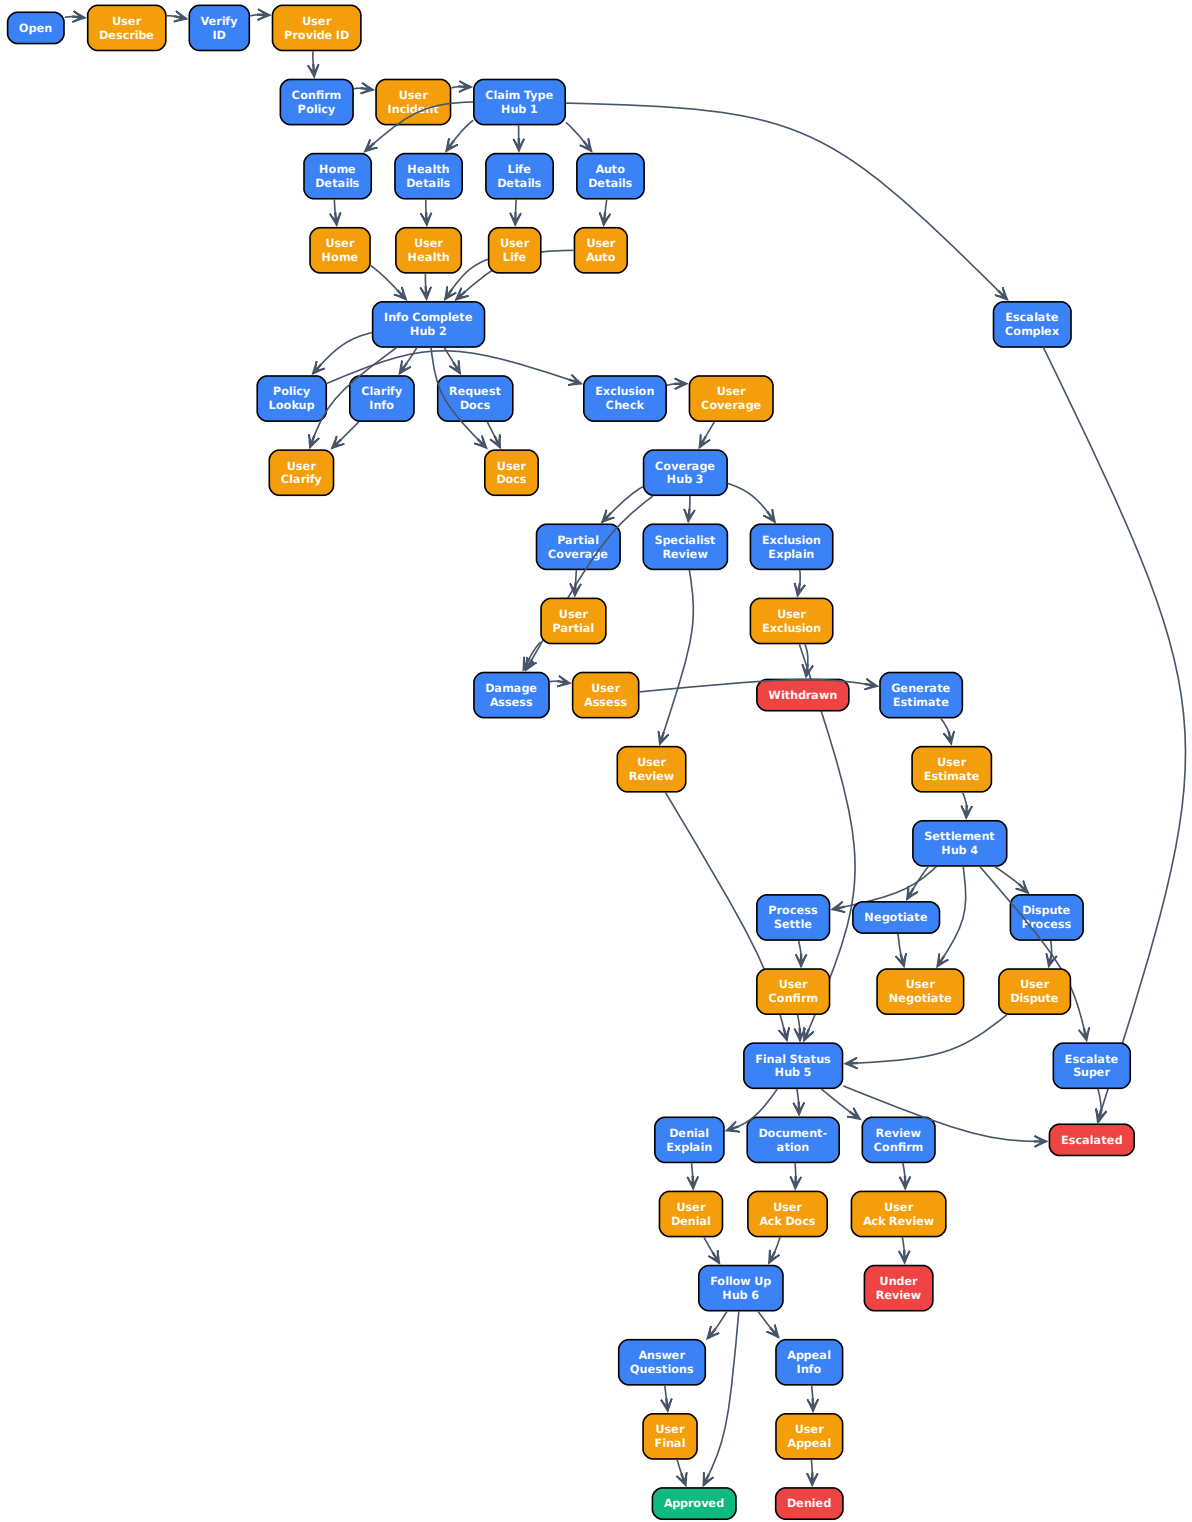 Open
User
Describe
Verify
ID
User
Provide ID
Confirm
Policy
User
Incident
Claim Type
Hub 1
Home
Details
Health
Details
Life
Details
Auto
Details
User
Home
User
Health
User
Life
User
Auto
Info Complete
Hub 2
Escalate
Complex
Policy
Lookup
Clarify
Info
Request
Docs
Exclusion
Check
User
Coverage
User
Clarify
User
Docs
Coverage
Hub 3
Partial
Coverage
Specialist
Review
Exclusion
Explain
User
Partial
User
Exclusion
Damage
Assess
User
Assess
Withdrawn
Generate
Estimate
User
Review
User
Estimate
Settlement
Hub 4
Process
Settle
Negotiate
Dispute
Process
User
Confirm
User
Negotiate
User
Dispute
Final Status
Hub 5
Escalate
Super
Denial
Explain
Document-
ation
Review
Confirm
Escalated
User
Denial
User
Ack Docs
User
Ack Review
Follow Up
Hub 6
Under
Review
Answer
Questions
Appeal
Info
User
Final
User
Appeal
Approved
Denied